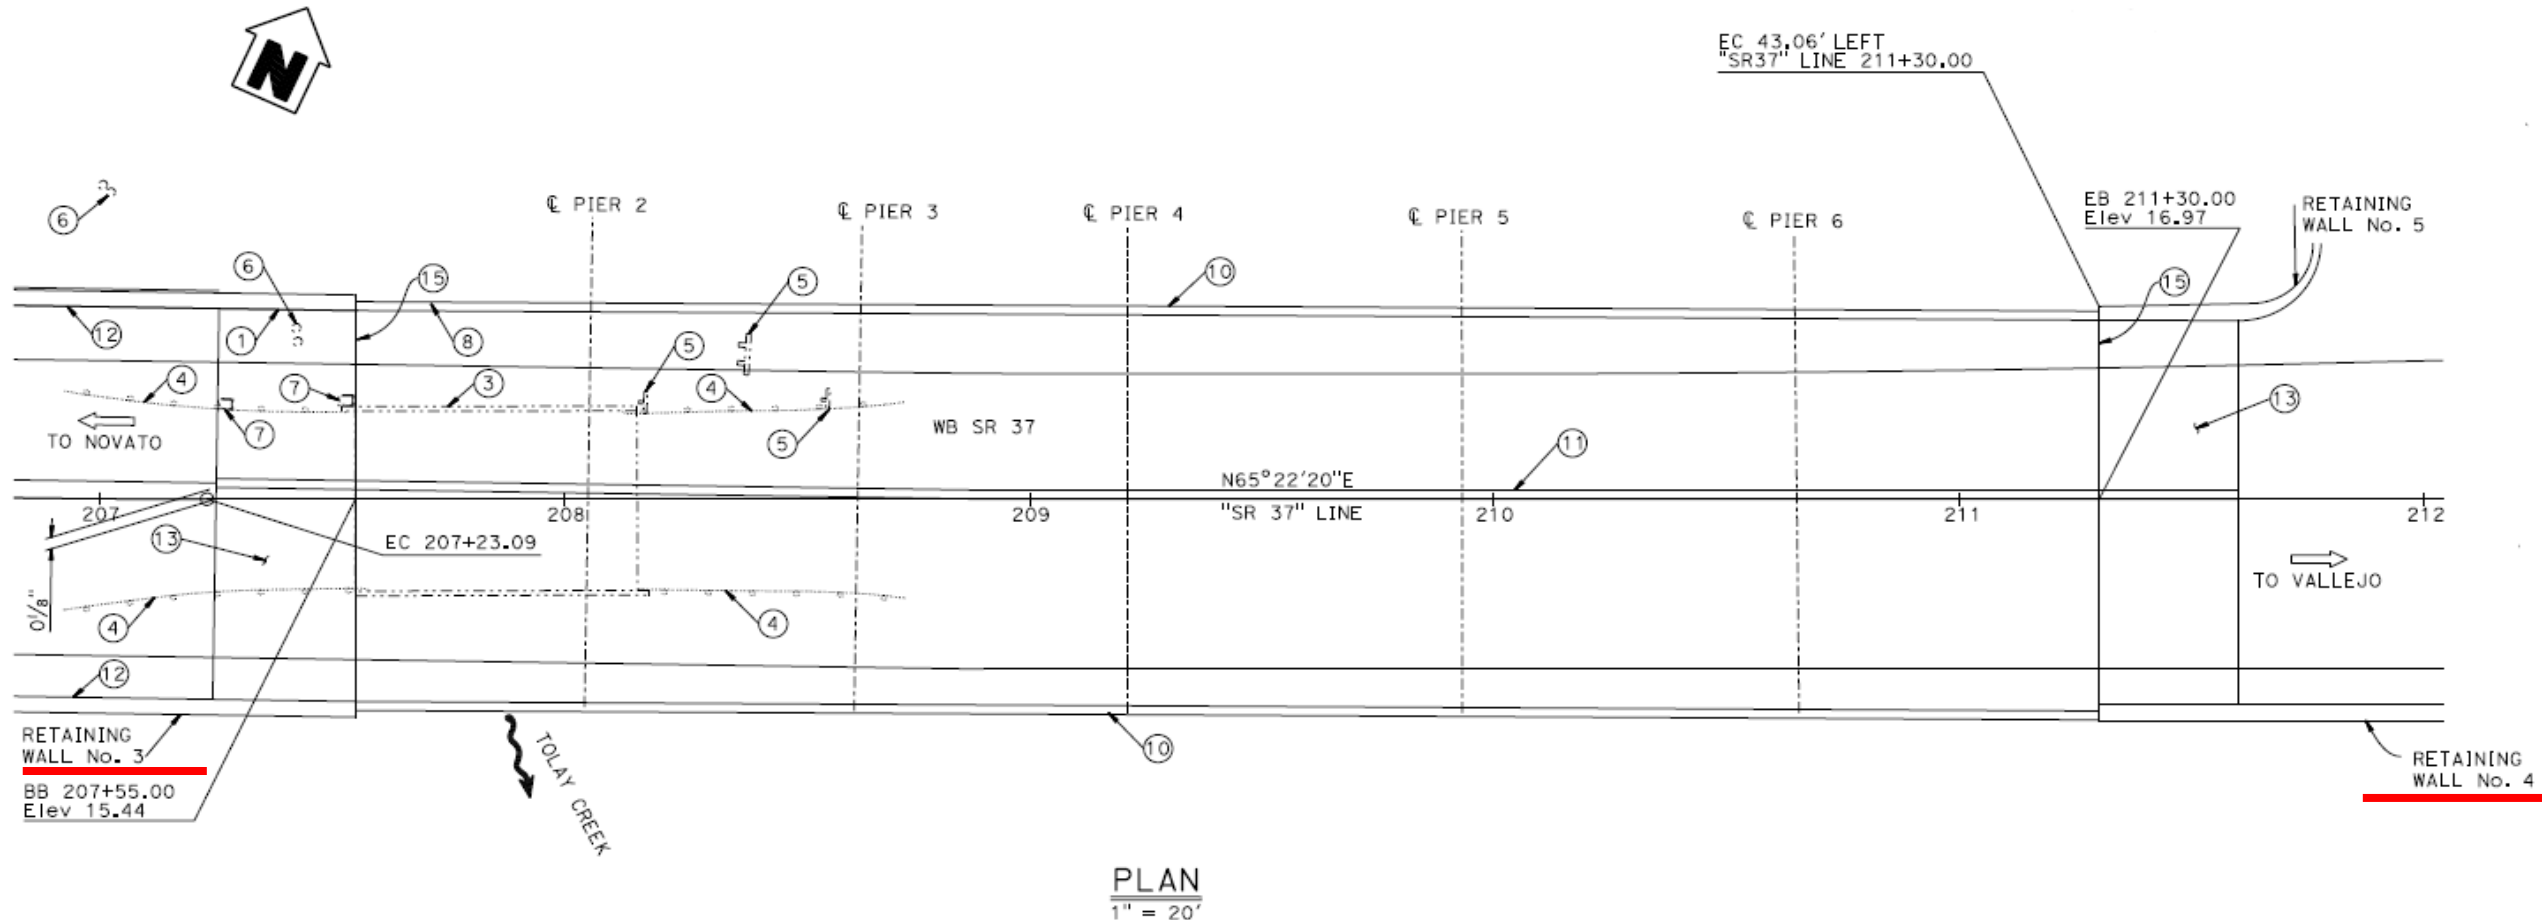 N
EC 43.06' LEFT
"SR37" LINE 211+30.00
EB 211+30.00
Elev 16.97
RETAINING
WALL No. 5
℄ PIER 2
℄ PIER 3
℄ PIER 4
℄ PIER 5
℄ PIER 6
6
6
15
5
10
15
12
1
8
5
4
7
3
4
13
7
5
TO NOVATO
WB SR 37
11
N65°22'20"E
207
208
209
"SR 37" LINE
210
211
212
13
EC 207+23.09
TO VALLEJO
0'/8"
4
4
12
10
RETAINING
WALL No. 3
BB 207+55.00
Elev 15.44
TOLAY CREEK
RETAINING
WALL No. 4
PLAN
1" = 20'